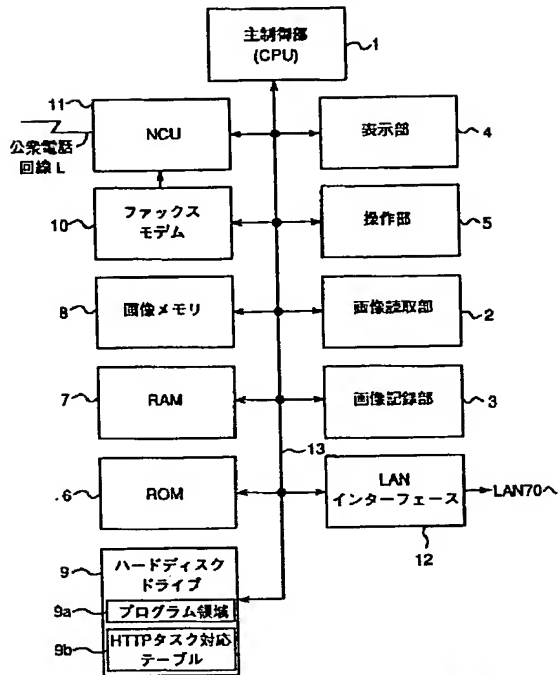 主制御部
(CPU)
1
11
NCU
公衆電話
回線 L
表示部
4
ファックス
モデム
10
操作部
5
画像メモリ
8
画像読取部
2
RAM
7
画像記録部
3
13
ROM
6
LAN
インターフェース
LAN70へ
12
9
ハードディスク
ドライブ
9a
プログラム領域
9b
HTTPタスク対応
テーブル